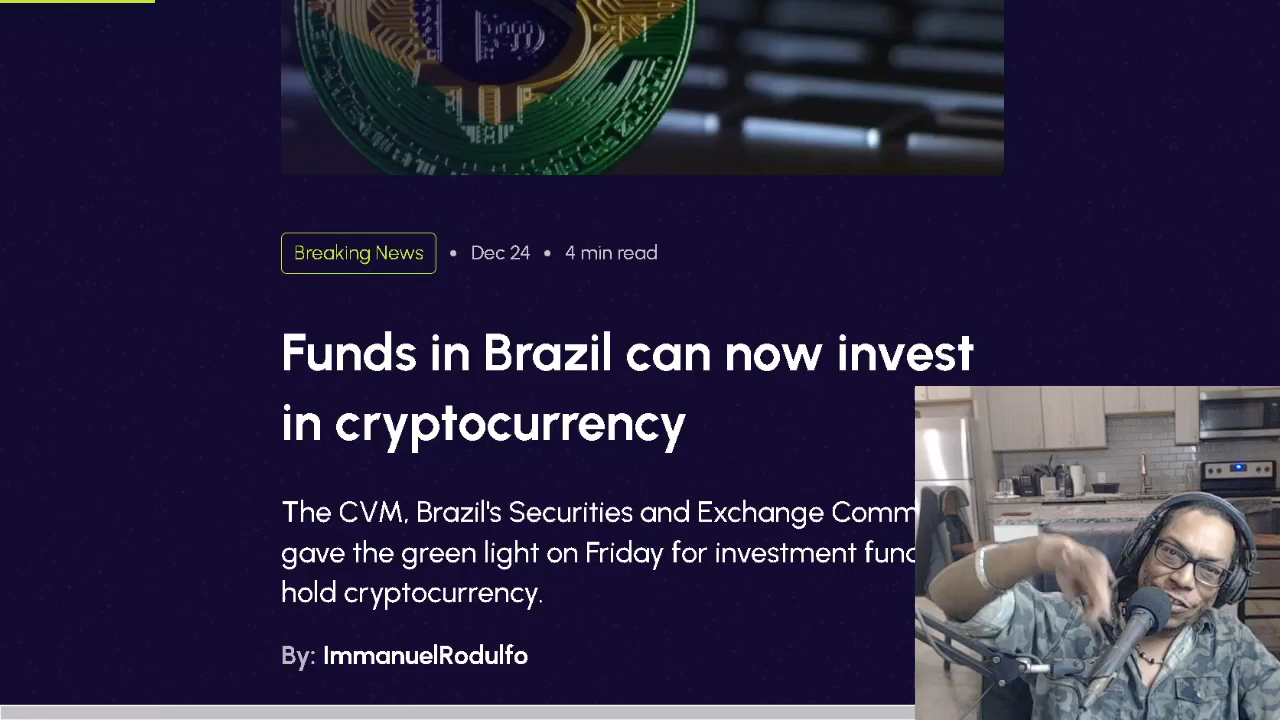 Breaking News • Dec 24 • 4 min read
Funds in Brazil can now invest
in cryptocurrency
The CVM, Brazil's Securities and Exchange Comm
gave the green light on Friday for investment fun
hold cryptocurrency.
By: ImmanuelRodulfo